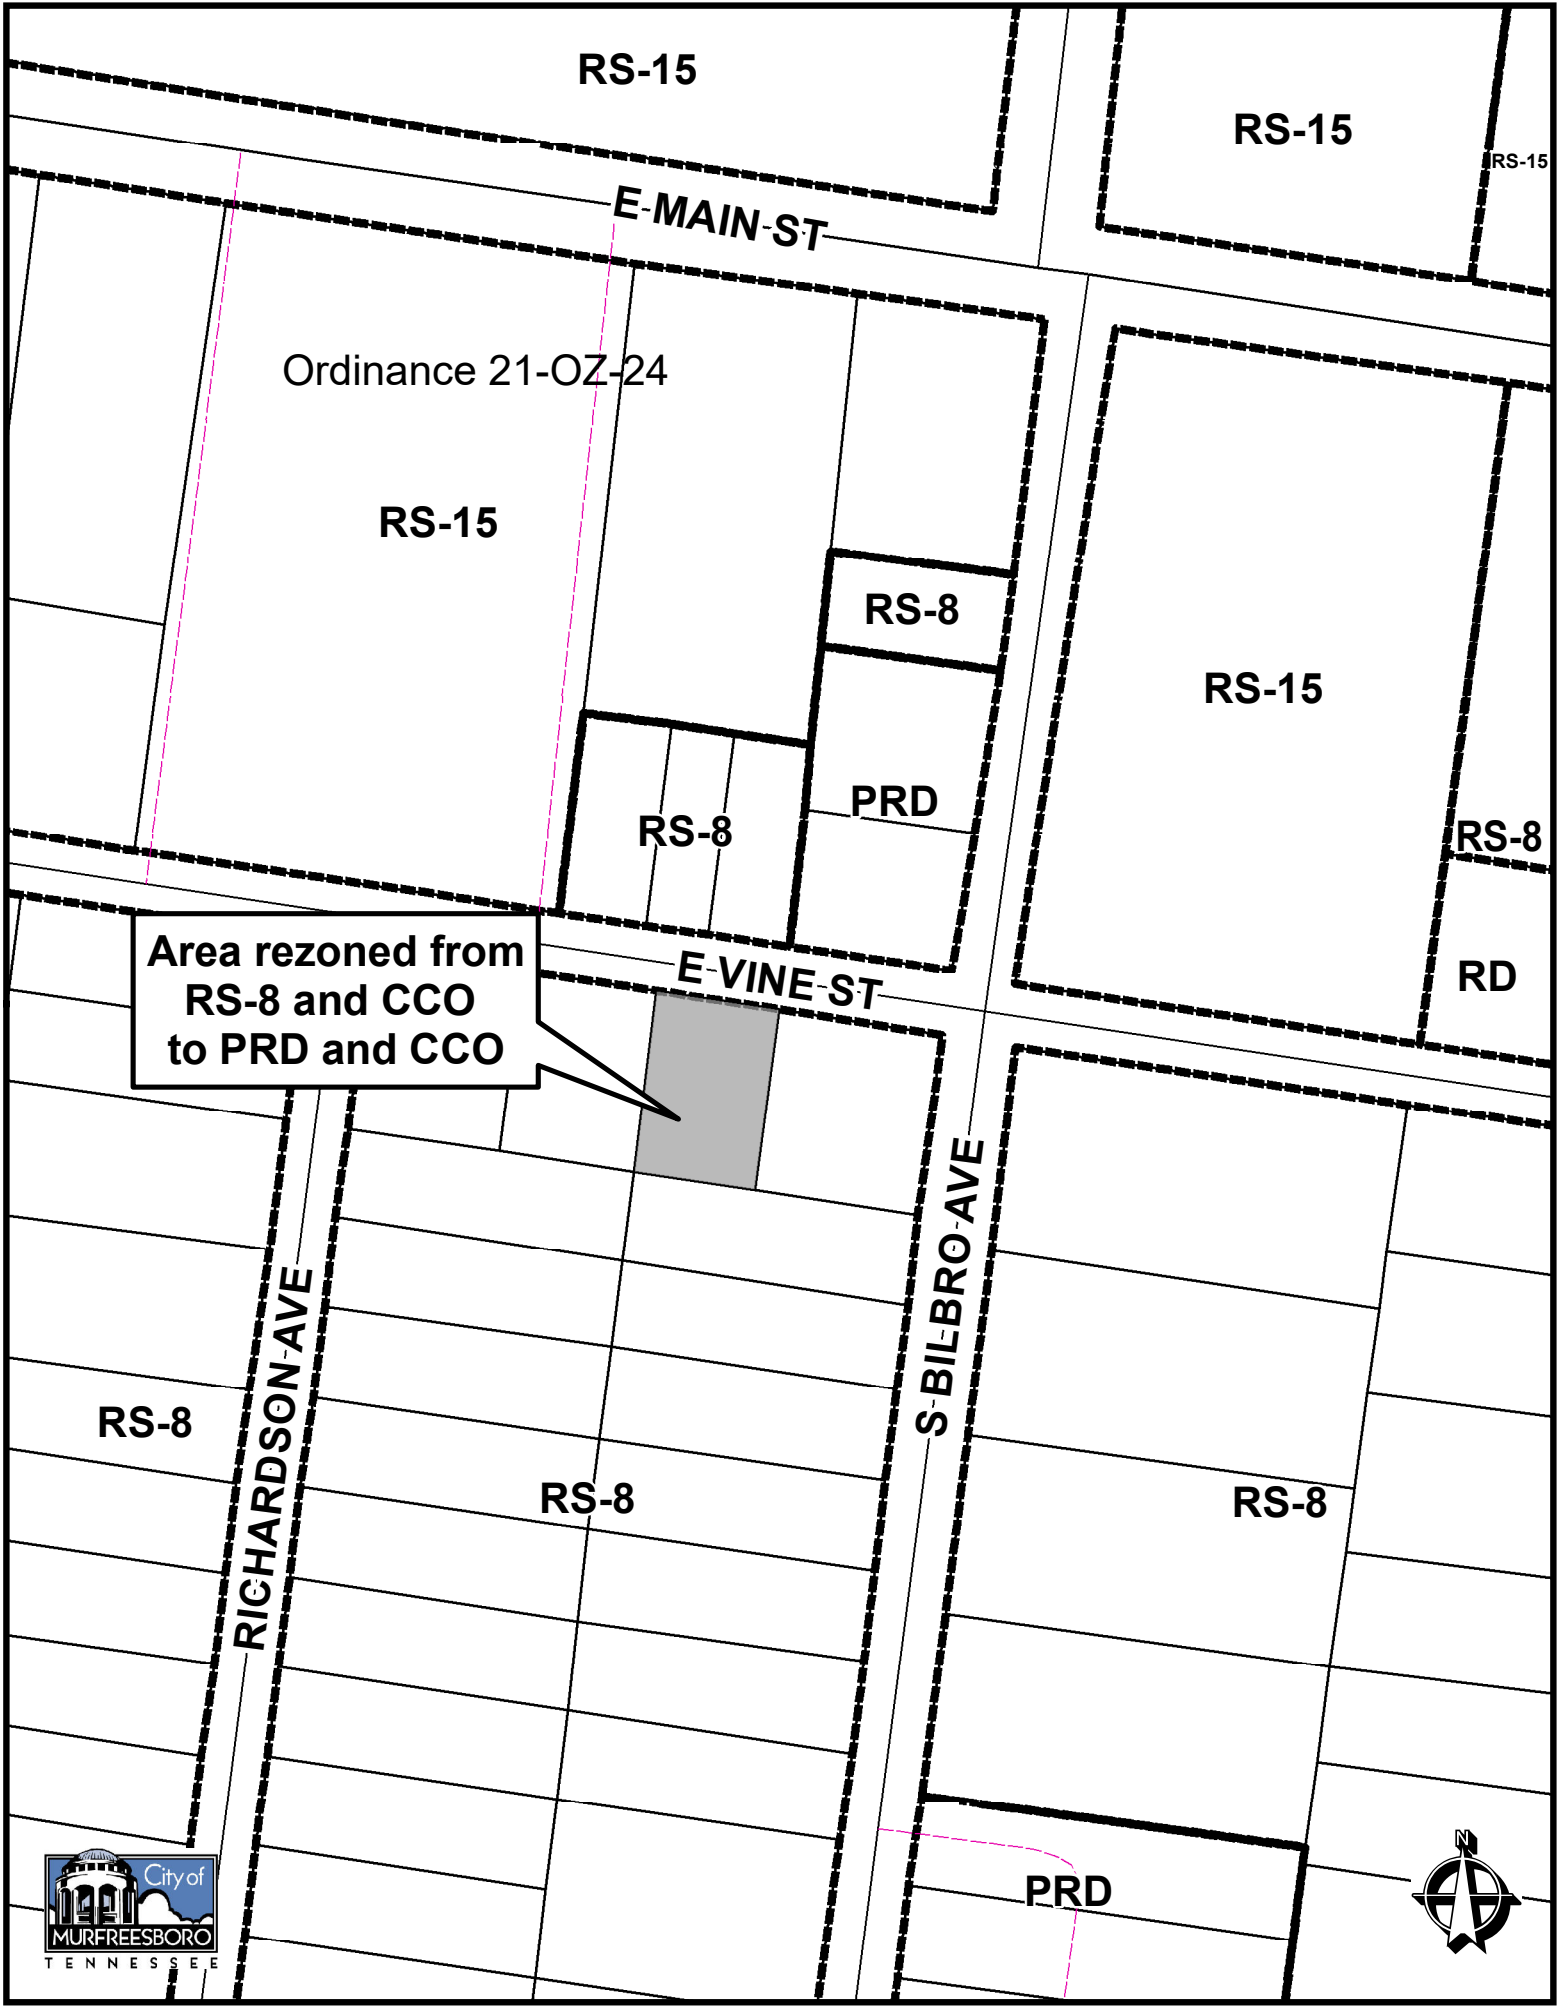 RS-15
RS-15
RS-15
E MAIN ST
Ordinance 21-OZ-24
RS-15
RS-8
RS-15
PRD
RS-8
RS-8
E VINE ST
RD
Area rezoned from
RS-8 and CCO
to PRD and CCO
S BILBRO AVE
RICHARDSON AVE
RS-8
RS-8
RS-8
PRD
N
City of
MURFREESBORO
TENNESSEE